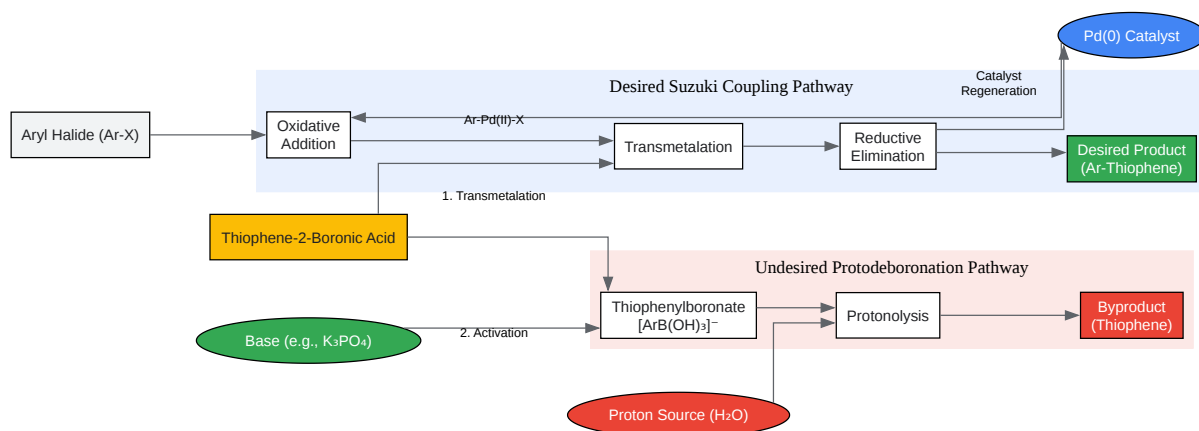 Pd(0) Catalyst
Desired Suzuki Coupling Pathway
Catalyst
Regeneration
Aryl Halide (Ar-X)
Oxidative
Addition
Ar-Pd(II)-X
Transmetalation
Reductive
Elimination
Desired Product
(Ar-Thiophene)
1. Transmetalation
Thiophene-2-Boronic Acid
Undesired Protodeboronation Pathway
Thiophenylboronate
[ArB(OH)₃]⁻
Protonolysis
Byproduct
(Thiophene)
2. Activation
Base (e.g., K₃PO₄)
Proton Source (H₂O)